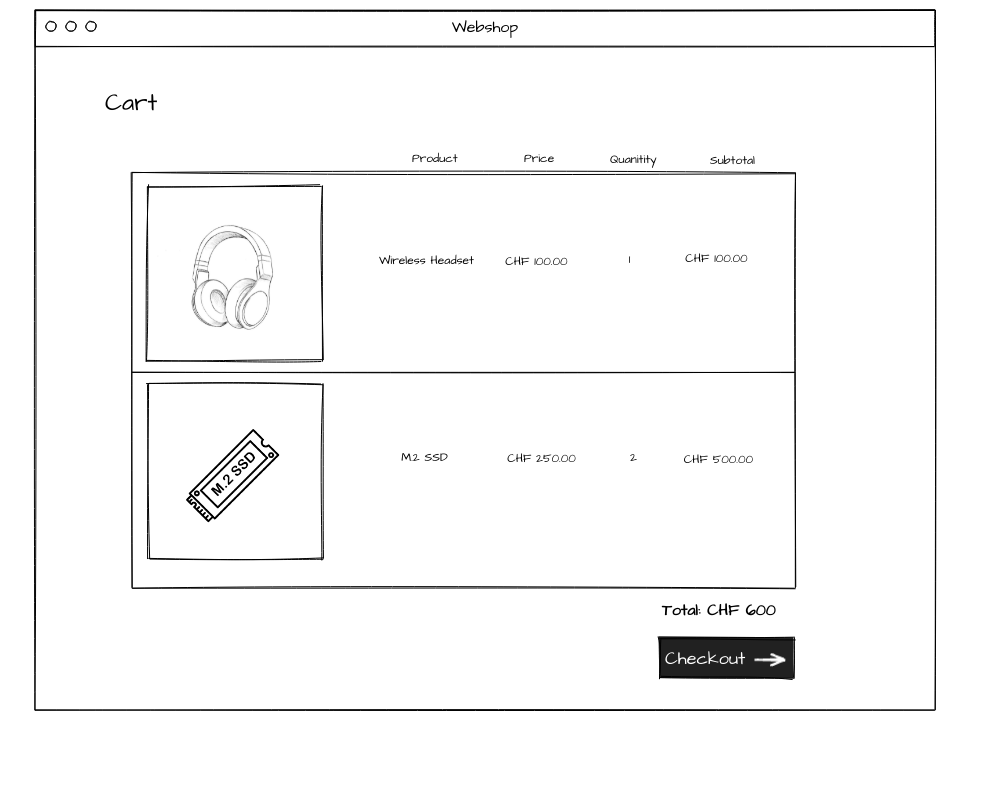 Webshop
Cart
Product Price Quanitity Subtotal
Wireless Headset CHF 100.00 1 CHF 100.00
M.2 SSD
M.2 SSD CHF 250.00 2 CHF 500.00
Total: CHF 600
Checkout